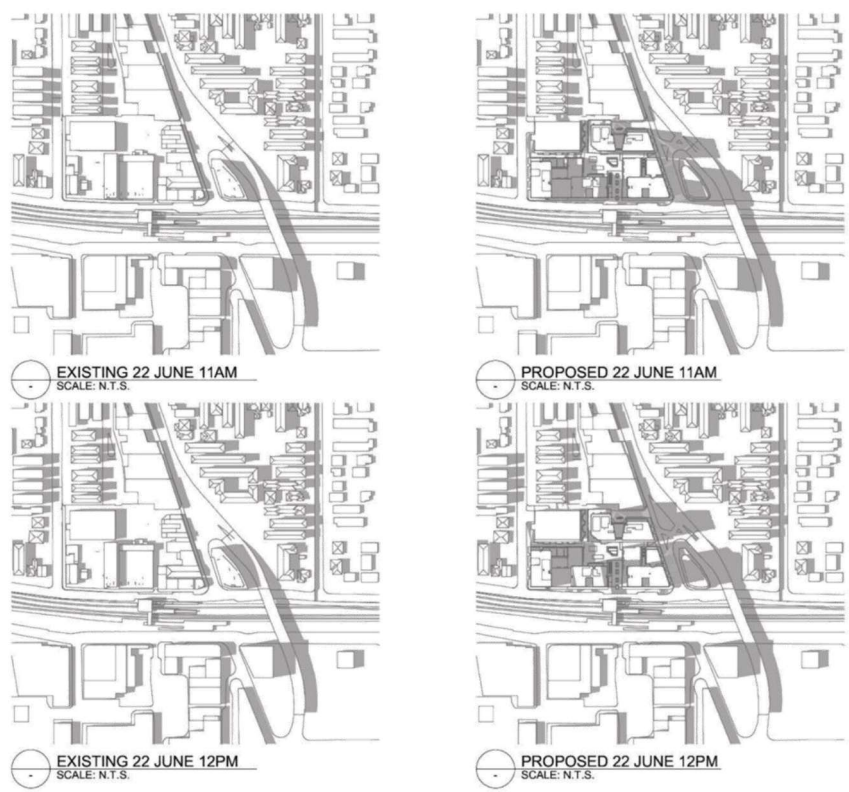 EXISTING 22 JUNE 11AM
SCALE: N.T.S.
PROPOSED 22 JUNE 11AM
SCALE: N.T.S.
EXISTING 22 JUNE 12PM
SCALE: N.T.S.
PROPOSED 22 JUNE 12PM
SCALE: N.T.S.